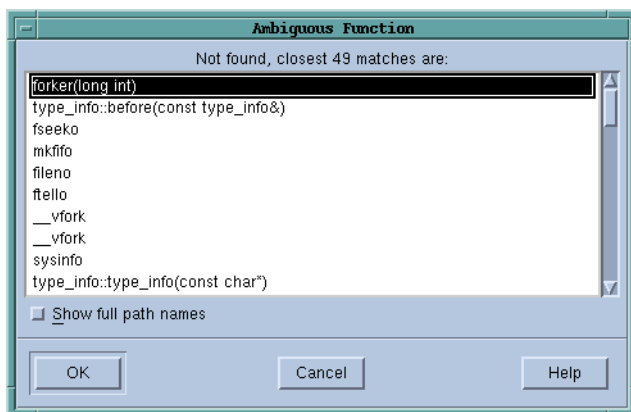 Ambiguous Function
Not found, closest 49 matches are:
forker(long int)
type_info::before(const type_info&)
fseeko
mkfifo
fileno
ftello
__vfork
__vfork
sysinfo
type_info::type_info(const char*)
Show full path names
OK Cancel Help